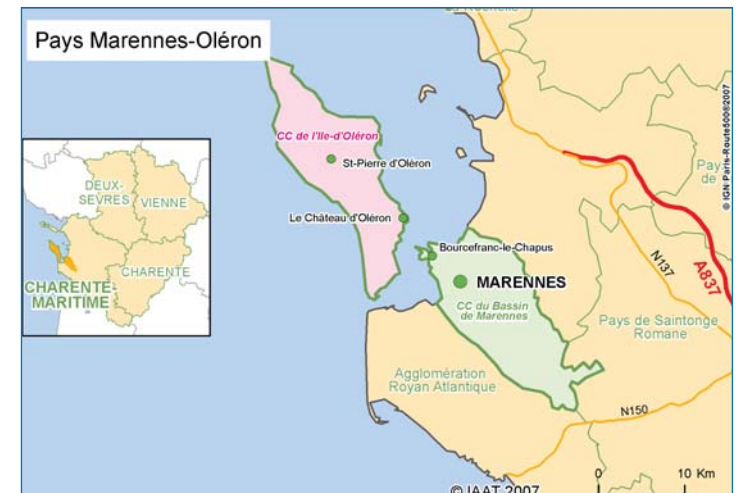 Pays Marennes-Oléron
CC de l'Ile-d'Oléron
St-Pierre d'Oléron
Le Château d'Oléron
Bourcefranc-le-Chapus
MARENNES
CC du Bassin
de Marennes
Agglomération
Royan Atlantique
Pays de Saintonge
Romane
Pays
de
N137
A837
N150
DEUX-
SEVRES
VIENNE
CHARENTE
CHARENTE-
MARITIME
0 10 Km
© IAAT 2007
© IGN-Paris-Route500®2007